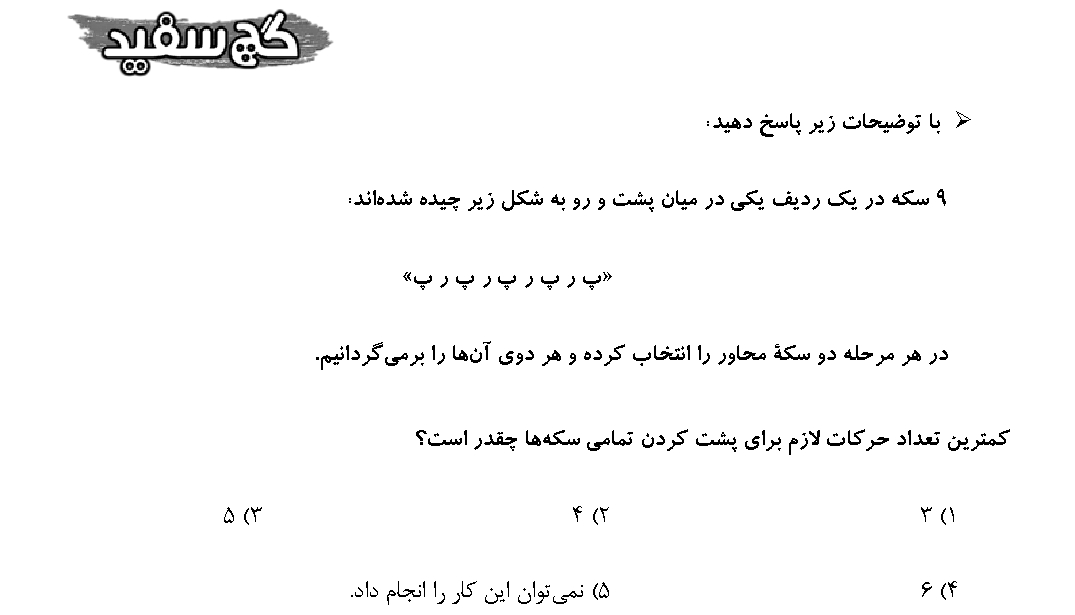 گچ سفید
با توضیحات زیر پاسخ دهید:
۹ سکه در یک ردیف یکی در میان پشت و رو به شکل زیر چیده شده‌اند:
«پ ر پ ر پ ر پ ر پ»
در هر مرحله دو سکهٔ مجاور را انتخاب کرده و هر دوی آن‌ها را برمی‌گردانیم.
کمترین تعداد حرکات لازم برای پشت کردن تمامی سکه‌ها چقدر است؟
۱) ۳ ۲) ۴ ۳) ۵
۴) ۶ ۵) نمی‌توان این کار را انجام داد.